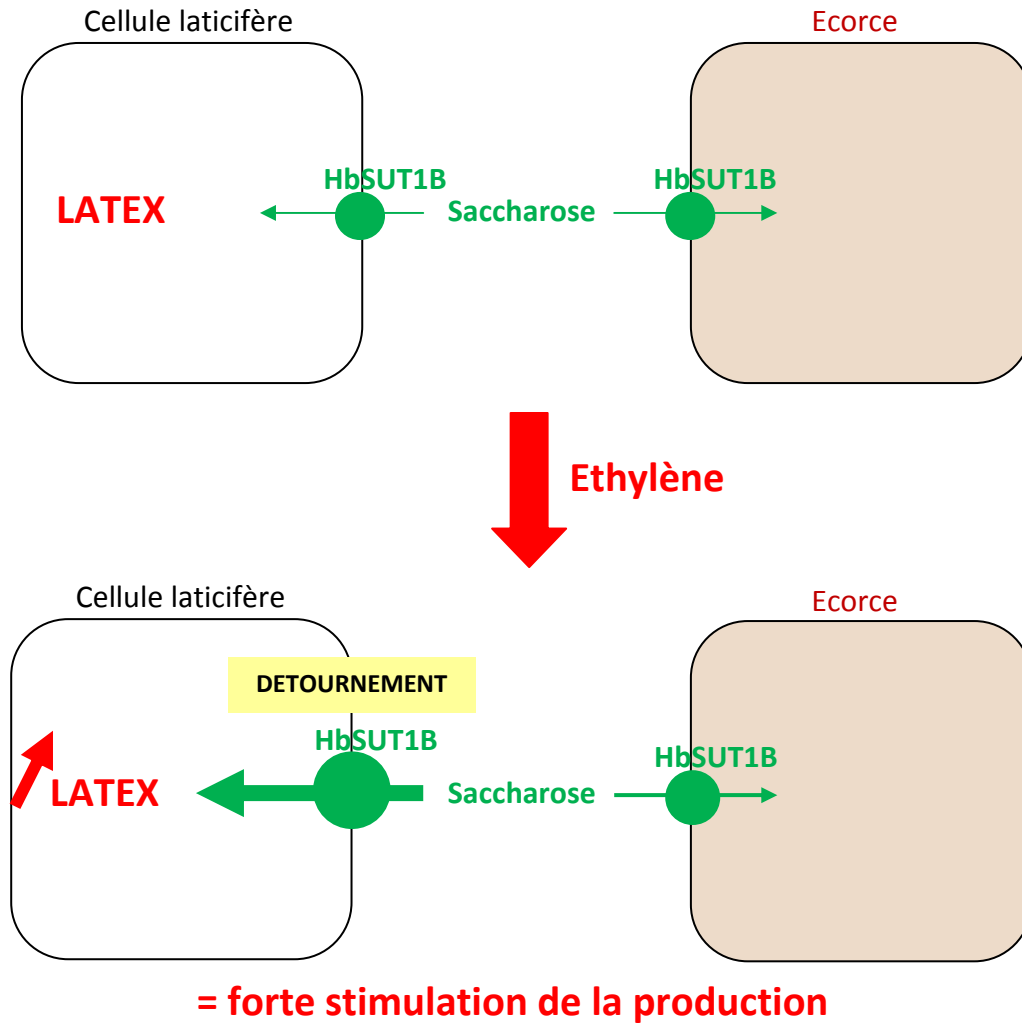 Cellule laticifère
Ecorce
HbSUT1B
HbSUT1B
LATEX
Saccharose
Ethylène
Cellule laticifère
Ecorce
DETOURNEMENT
HbSUT1B
HbSUT1B
LATEX
Saccharose
= forte stimulation de la production